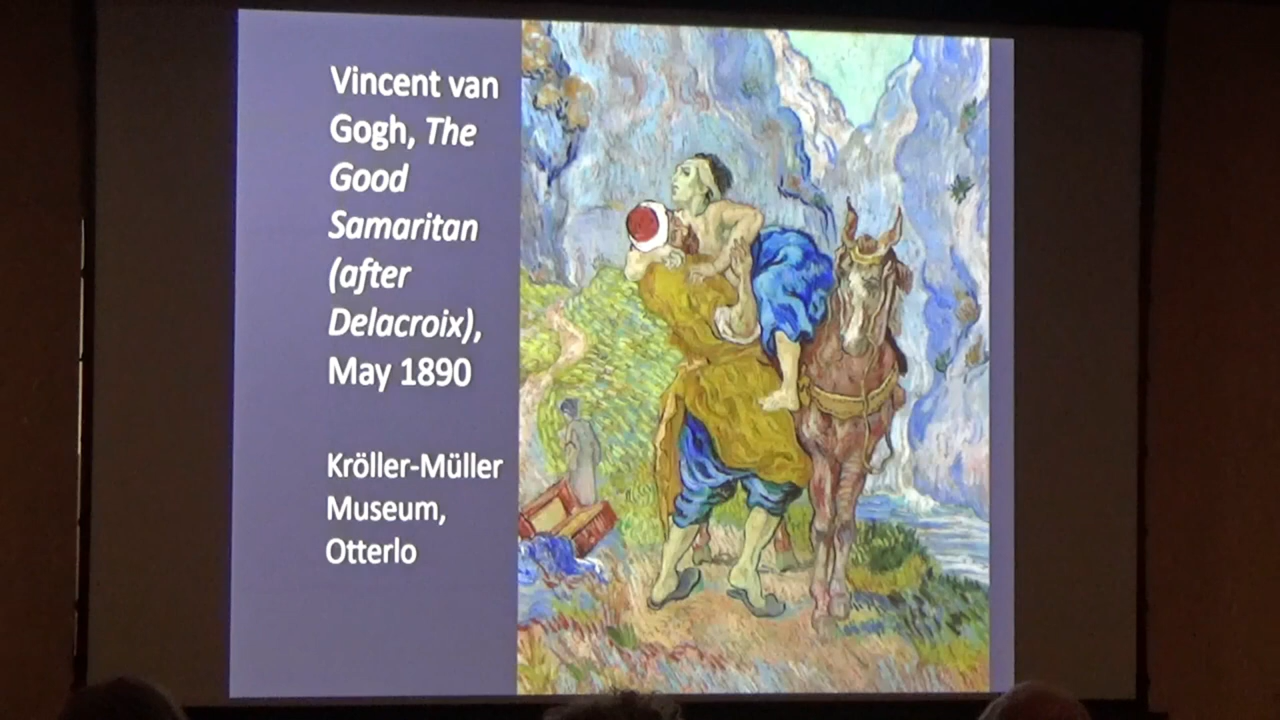 Vincent van
Gogh, The
Good
Samaritan
(after
Delacroix),
May 1890
Kröller-Müller
Museum,
Otterlo